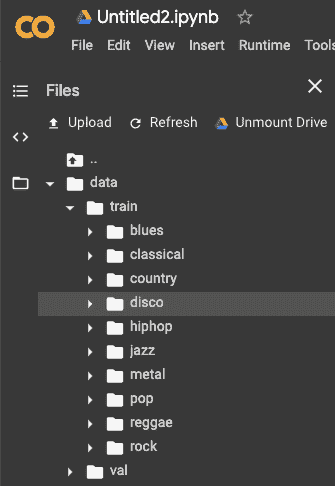 Untitled2.ipynb
File Edit View Insert Runtime Tools
Files
Upload Refresh Unmount Drive
..
data
train
blues
classical
country
disco
hiphop
jazz
metal
pop
reggae
rock
val